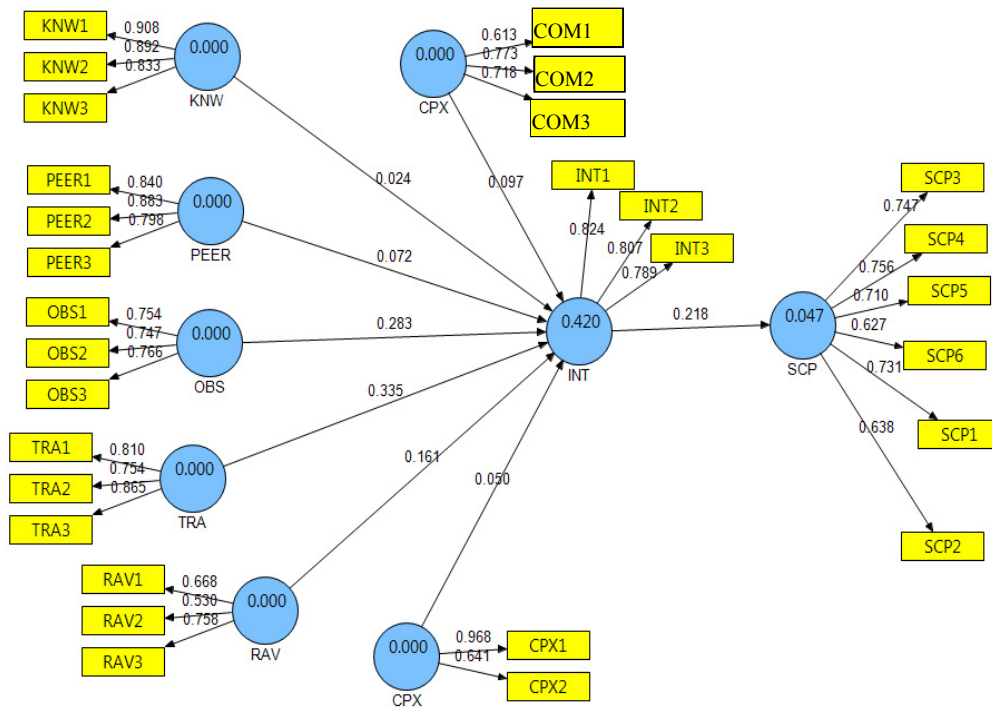 KNW1
KNW2
KNW3
0.908
0.892
0.833
0.000
KNW
0.000
CPX
0.613
0.773
0.718
COM1
COM2
COM3
0.024
0.097
PEER1
PEER2
PEER3
0.840
0.883
0.798
0.000
PEER
0.072
INT1
INT2
INT3
0.824
0.807
0.789
OBS1
OBS2
OBS3
0.754
0.747
0.766
0.000
OBS
0.283
0.420
INT
0.218
0.047
SCP
SCP3
SCP4
SCP5
SCP6
SCP1
SCP2
0.747
0.756
0.710
0.627
0.731
0.638
TRA1
TRA2
TRA3
0.810
0.754
0.865
0.000
TRA
0.335
0.161
0.050
RAV1
RAV2
RAV3
0.668
0.530
0.758
0.000
RAV
0.000
CPX
0.968
0.641
CPX1
CPX2